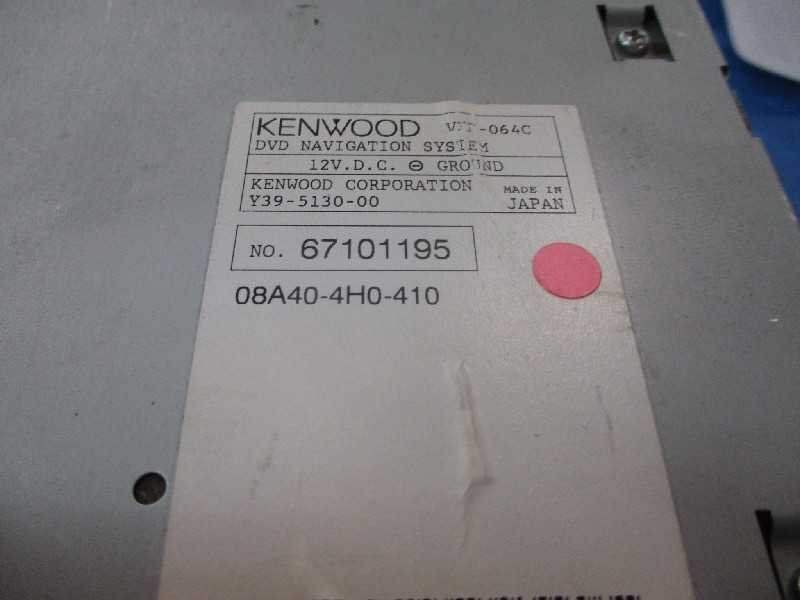 KENWOOD -064C
DVD NAVIGATION SYSTEM
12V.D.C. ⊖ GROUND
KENWOOD CORPORATION MADE IN
Y39-5130-00 JAPAN
NO. 67101195
08A40-4H0-410